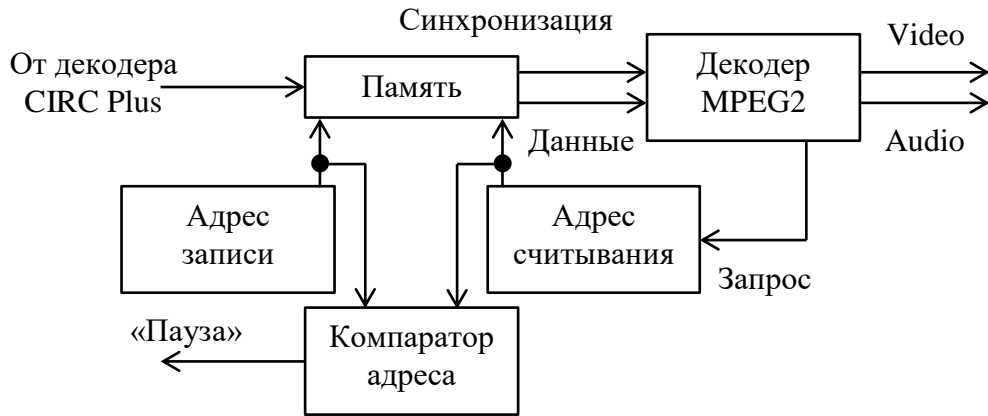 Синхронизация
От декодера
CIRC Plus
Память
Декодер
MPEG2
Video
Audio
Данные
Адрес
записи
Адрес
считывания
Запрос
«Пауза»
Компаратор
адреса